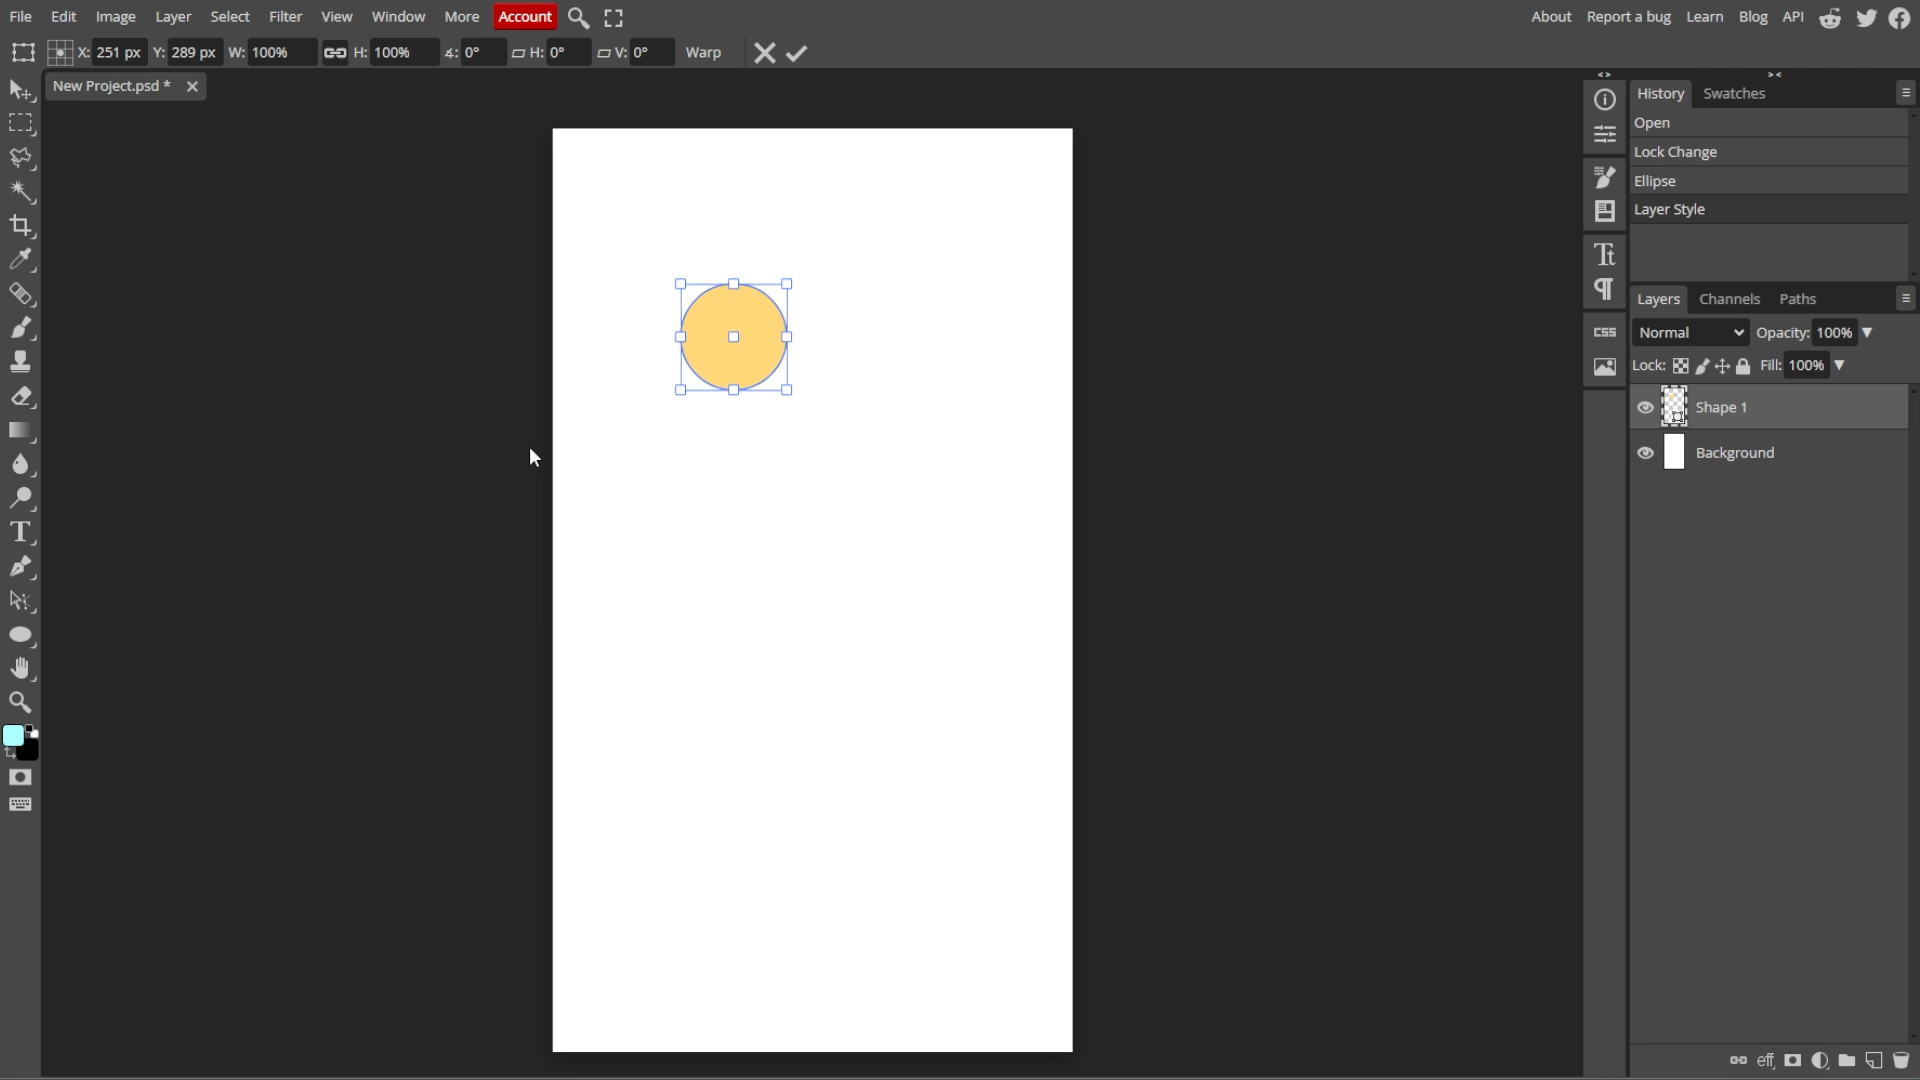 File Edit Image Layer Select Filter View Window More Account About Report a bug Learn Blog API
X: 251 px Y: 289 px W: 100% H: 100% ∡: 0° H: 0° V: 0° Warp
New Project.psd *
History Swatches
Open
Lock Change
Ellipse
Layer Style
Layers Channels Paths
Normal Opacity: 100%
Lock: Fill: 100%
Shape 1
Background
CSS
eff